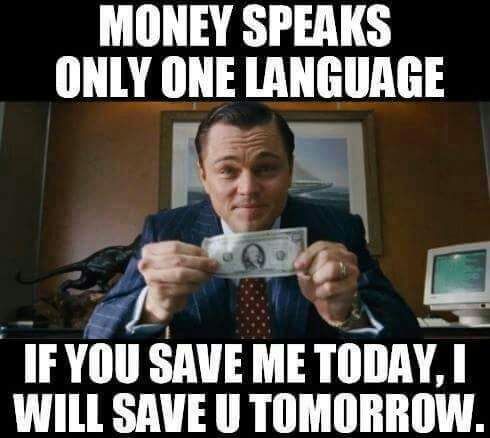 MONEY SPEAKS
ONLY ONE LANGUAGE
IF YOU SAVE ME TODAY, I
WILL SAVE U TOMORROW.